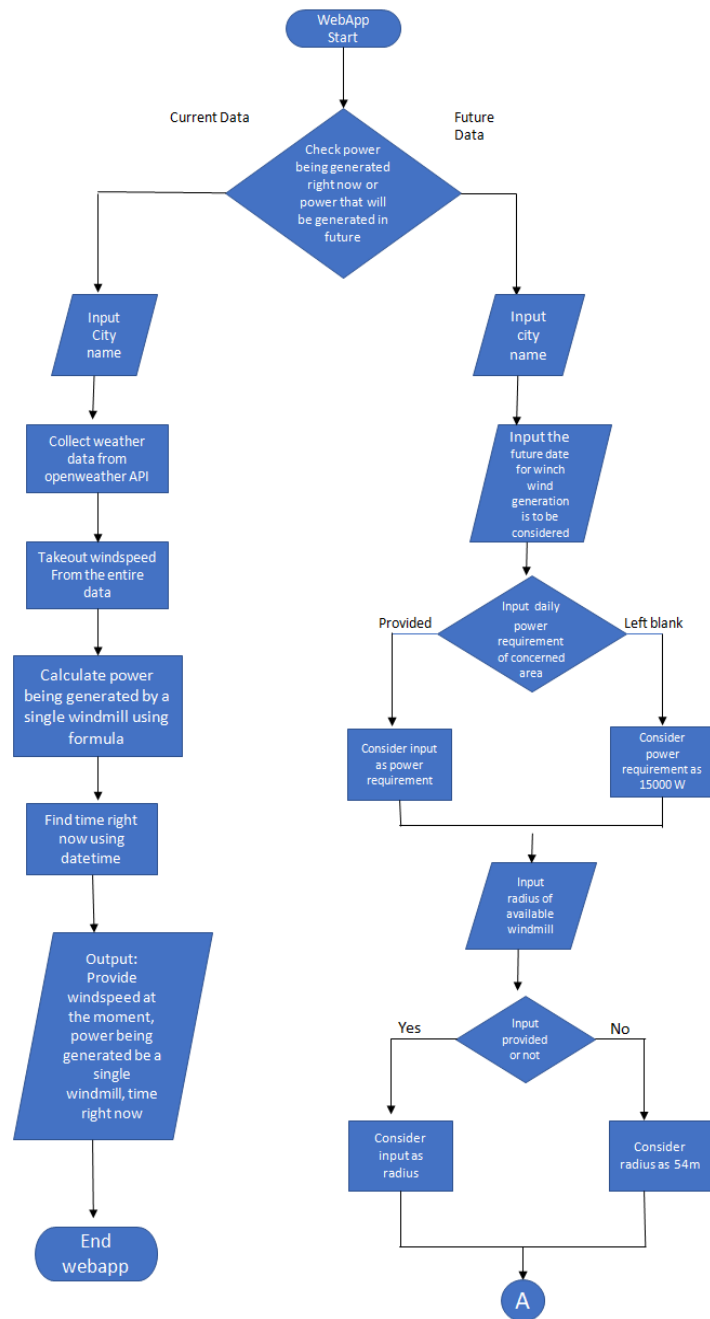 WebApp
Start
Current Data
Future
Data
Check power
being generated
right now or
power that will
be generated in
future
Input
City
name
Collect weather
data from
openweather API
Takeout windspeed
From the entire
data
Calculate power
being generated by a
single windmill using
formula
Find time right
now using
datetime
Output:
Provide
windspeed at
the moment,
power being
generated be a
single
windmill, time
right now
End
webapp
Input
city
name
Input the
future date
for winch
wind
generation
is to be
considered
Input daily
power
requirement
of concerned
area
Provided
Left blank
Consider input
as power
requirement
Consider
power
requirement as
15000 W
Input
radius of
available
windmill
Input
provided
or not
Yes
No
Consider
input as
radius
Consider
radius as 54m
A